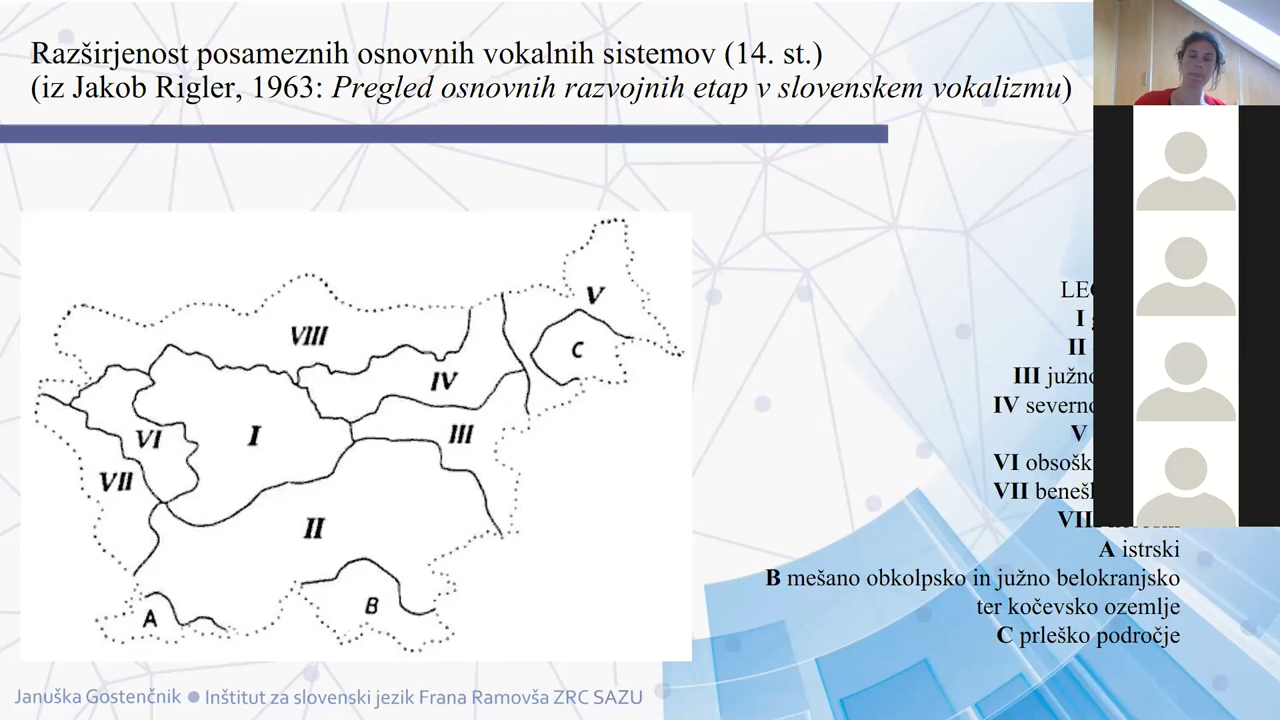 Razširjenost posameznih osnovnih vokalnih sistemov (14. st.)
(iz Jakob Rigler, 1963: Pregled osnovnih razvojnih etap v slovenskem vokalizmu)
V
VIII
C
IV
VI
I
III
VII
II
A
B
I
II
III južno
IV severno
V
VI obsošk
VII beneš
A istrski
B mešano obkolpsko in južno belokranjsko
ter kočevsko ozemlje
C prleško področje
Januška Gostenčnik ● Inštitut za slovenski jezik Frana Ramovša ZRC SAZU